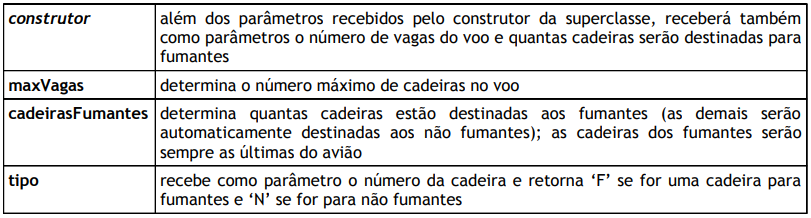 construtor além dos parâmetros recebidos pelo construtor da superclasse, receberá também
como parâmetros o número de vagas do voo e quantas cadeiras serão destinadas para
fumantes
maxVagas determina o número máximo de cadeiras no voo
cadeirasFumantes determina quantas cadeiras estão destinadas aos fumantes (as demais serão
automaticamente destinadas aos não fumantes); as cadeiras dos fumantes serão
sempre as últimas do avião
tipo recebe como parâmetro o número da cadeira e retorna ‘F’ se for uma cadeira para
fumantes e ‘N’ se for para não fumantes